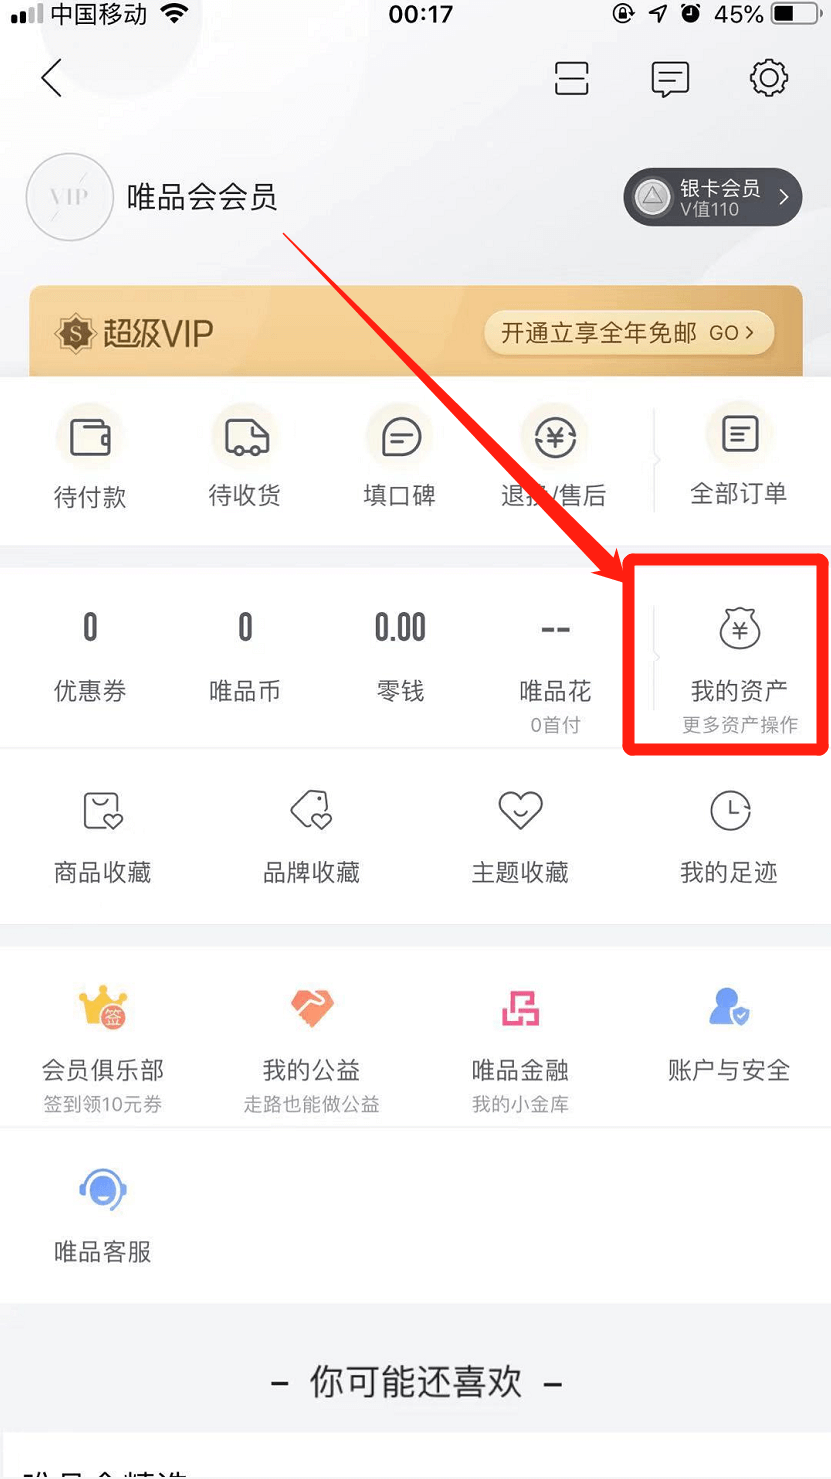 中国移动 00:17 45%
VIP 唯品会会员 银卡会员
V值110
S 超级VIP 开通立享全年免邮 GO >
待付款 待收货 填口碑 退换/售后 全部订单
0 0 0.00 --
优惠券 唯品币 零钱 唯品花 我的资产
0首付 更多资产操作
商品收藏 品牌收藏 主题收藏 我的足迹
签
会员俱乐部 我的公益 唯品金融 账户与安全
签到领10元券 走路也能做公益 我的小金库
唯品客服
- 你可能还喜欢 -